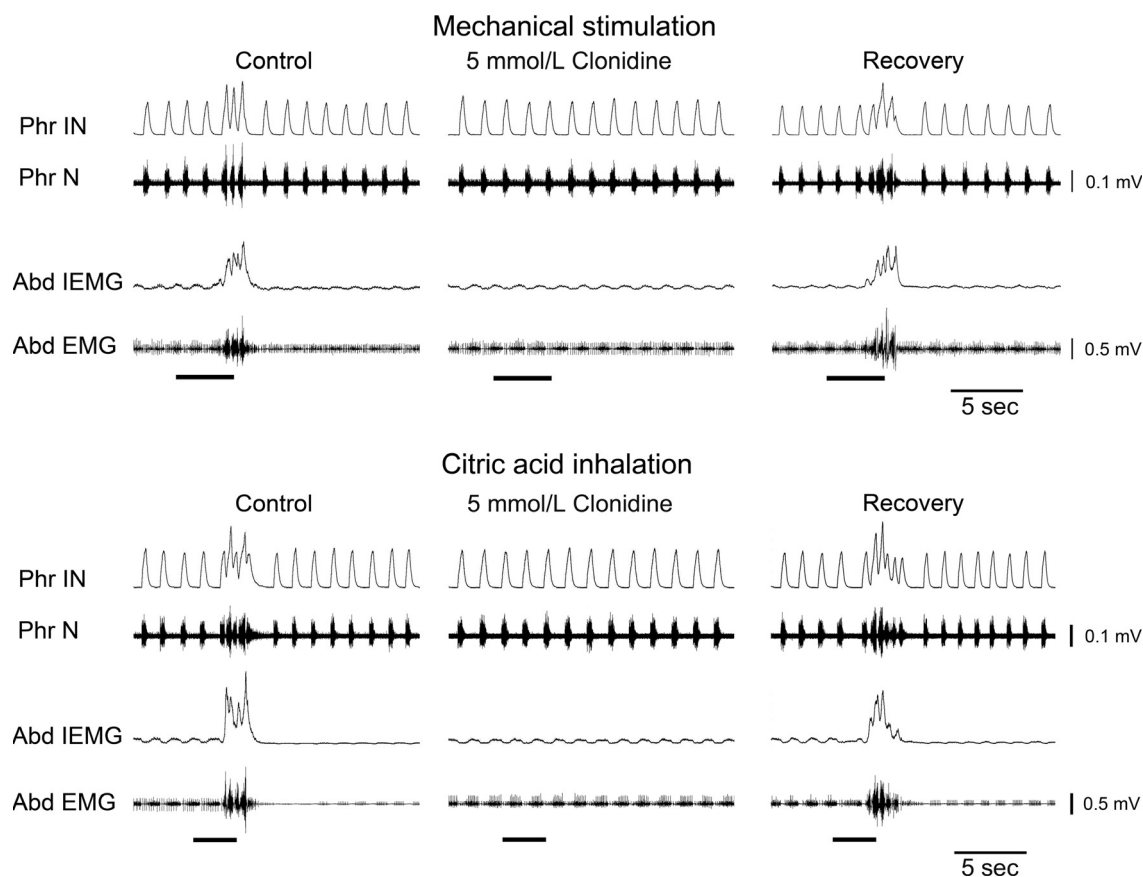 Mechanical stimulation
Control
5 mmol/L Clonidine
Recovery
Phr IN
Phr N
0.1 mV
Abd IEMG
Abd EMG
0.5 mV
5 sec
Citric acid inhalation
Control
5 mmol/L Clonidine
Recovery
Phr IN
Phr N
0.1 mV
Abd IEMG
Abd EMG
0.5 mV
5 sec